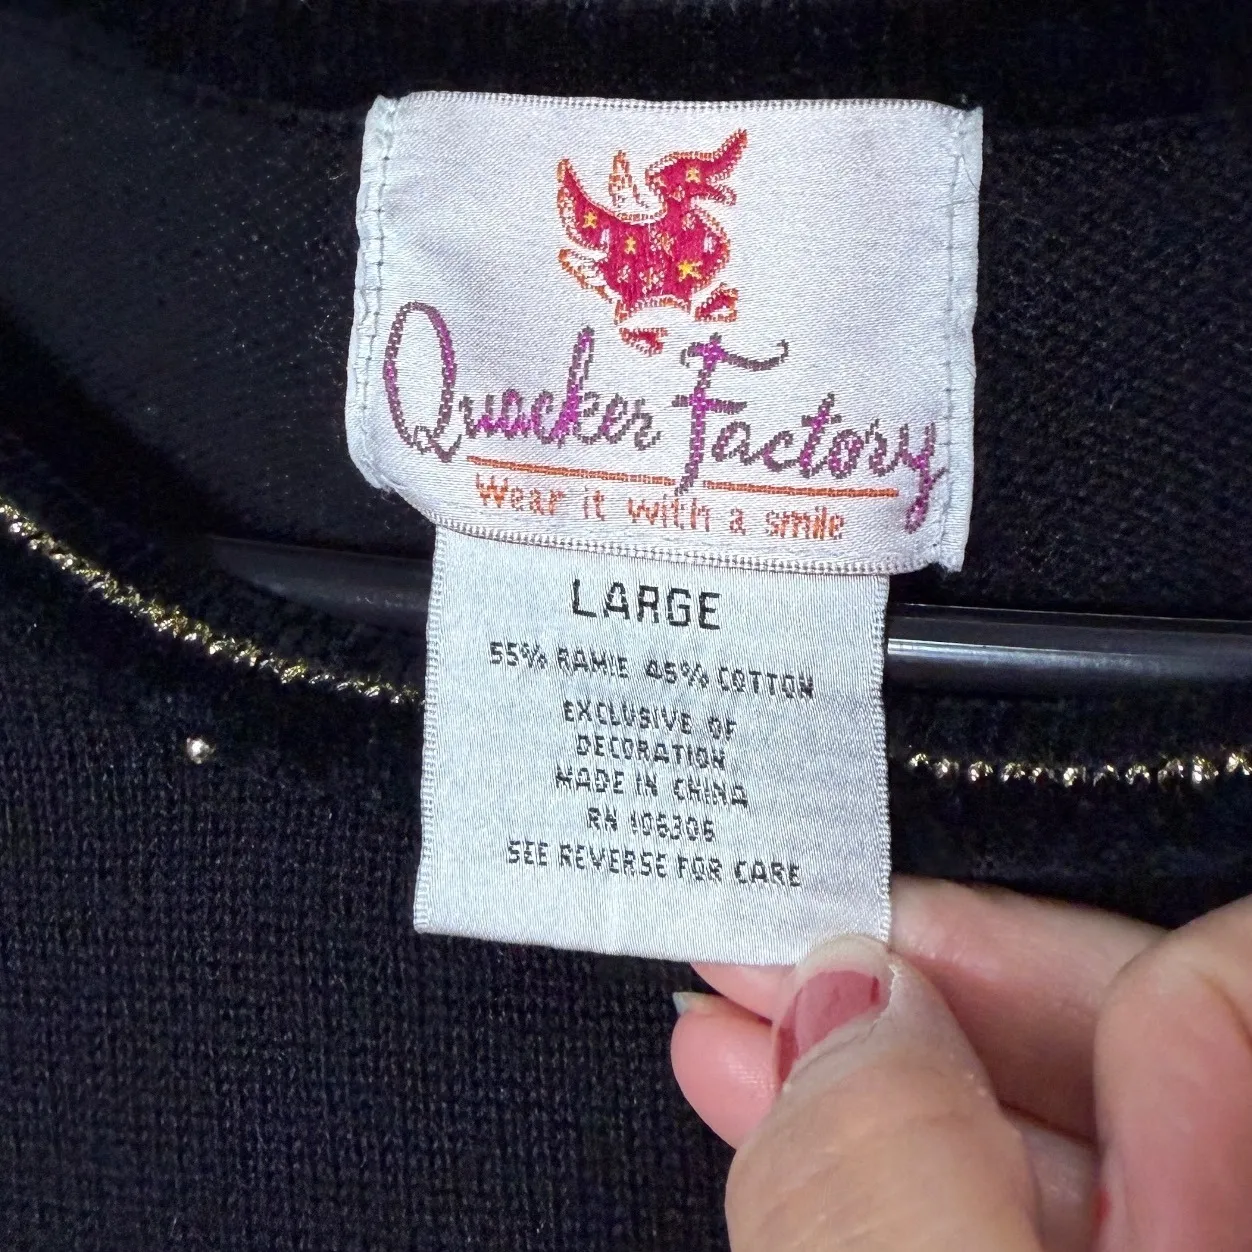 Quacker Factory
Wear it with a smile
LARGE
55% RAMIE 45% COTTON
EXCLUSIVE OF
DECORATION
MADE IN CHINA
RN 106306
SEE REVERSE FOR CARE